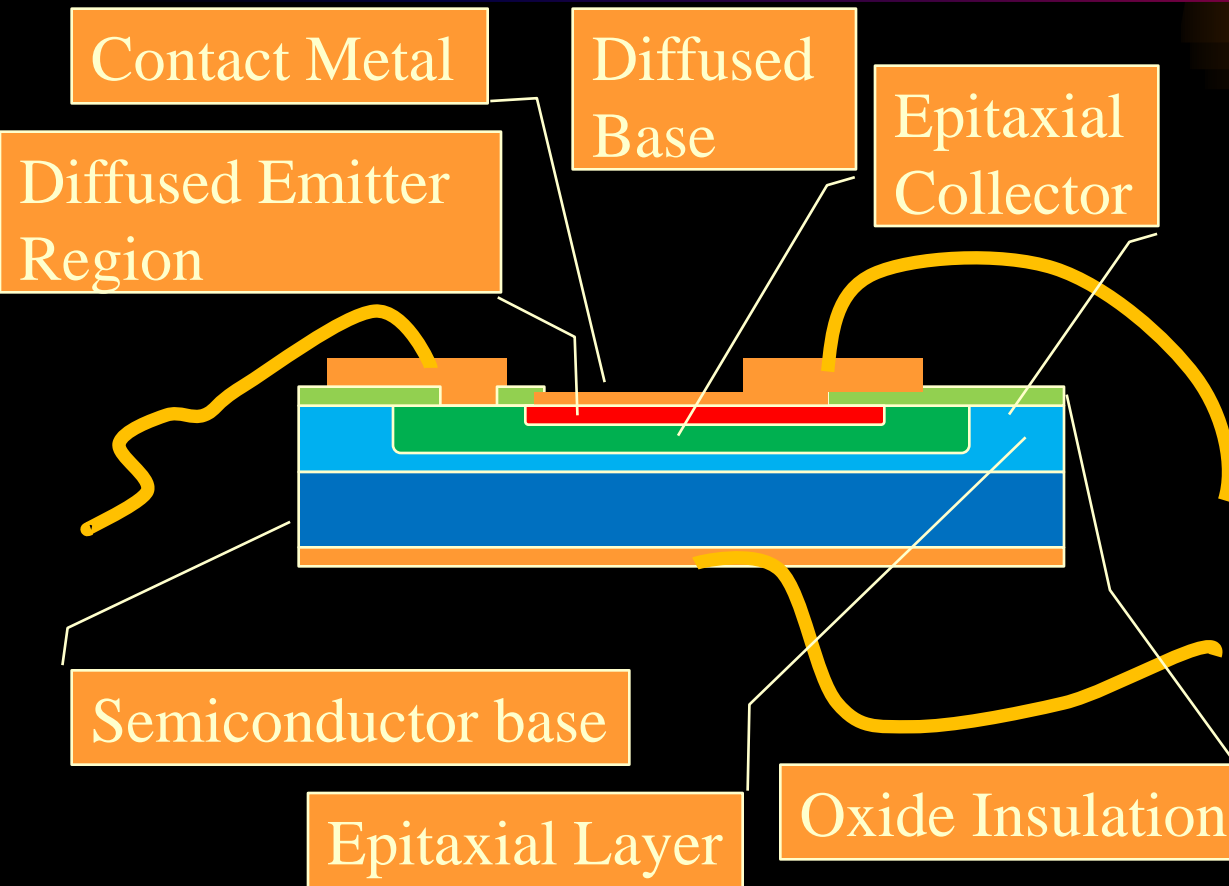 Contact Metal
Diffused
Base
Epitaxial
Collector
Diffused Emitter
Region
Semiconductor base
Epitaxial Layer
Oxide Insulation